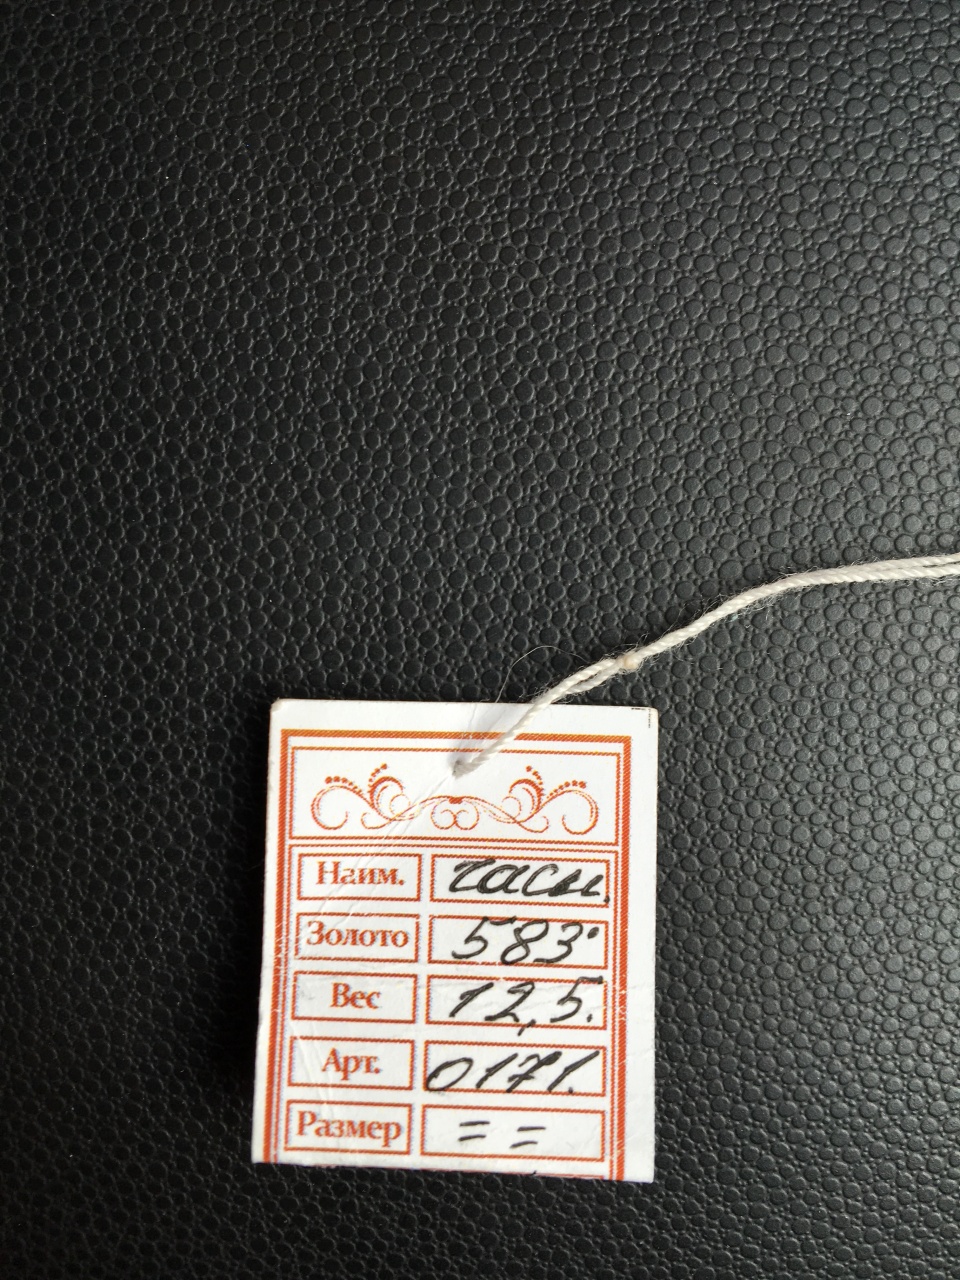 Наим. часы.
Золото 583°
Вес 12,5.
Арт. 0171.
Размер = =